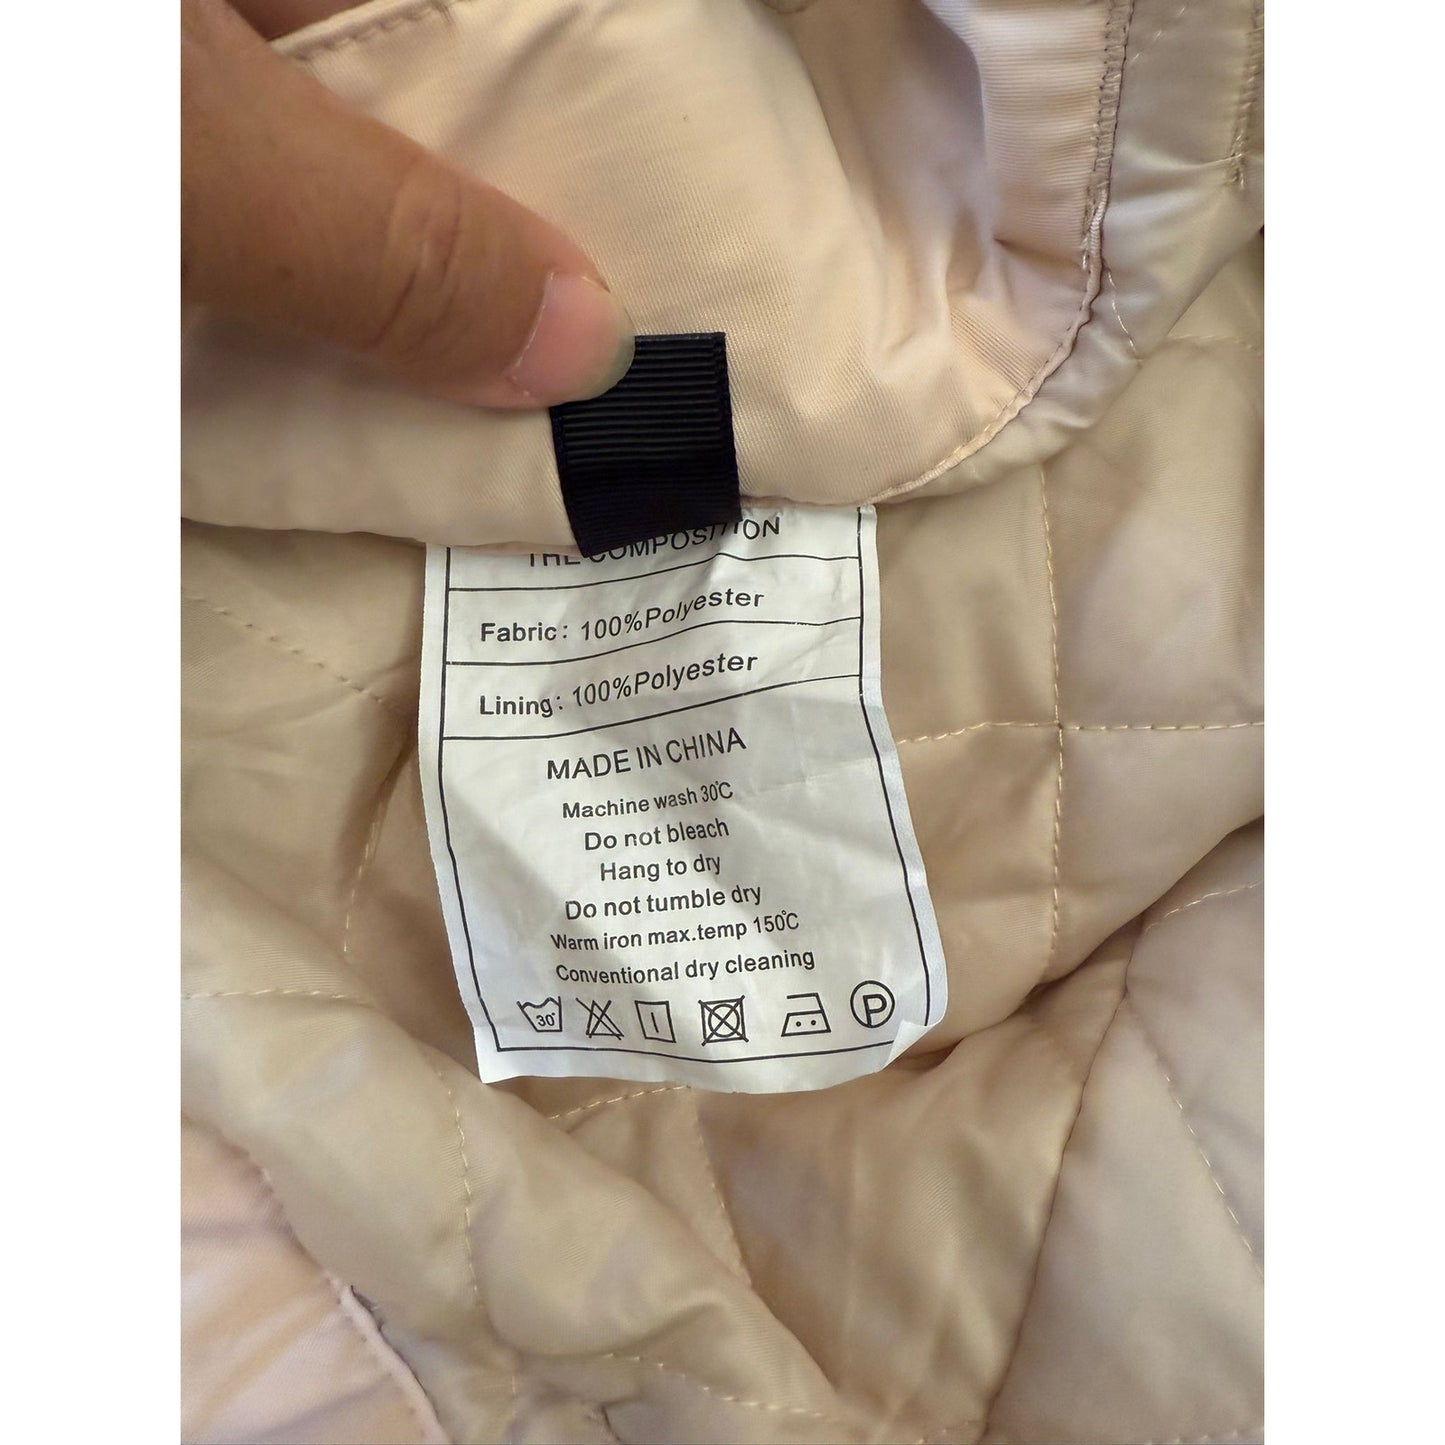 THE COMPOSITION
Fabric: 100%Polyester
Lining: 100%Polyester
MADE IN CHINA
Machine wash 30℃
Do not bleach
Hang to dry
Do not tumble dry
Warm iron max.temp 150℃
Conventional dry cleaning
30° P